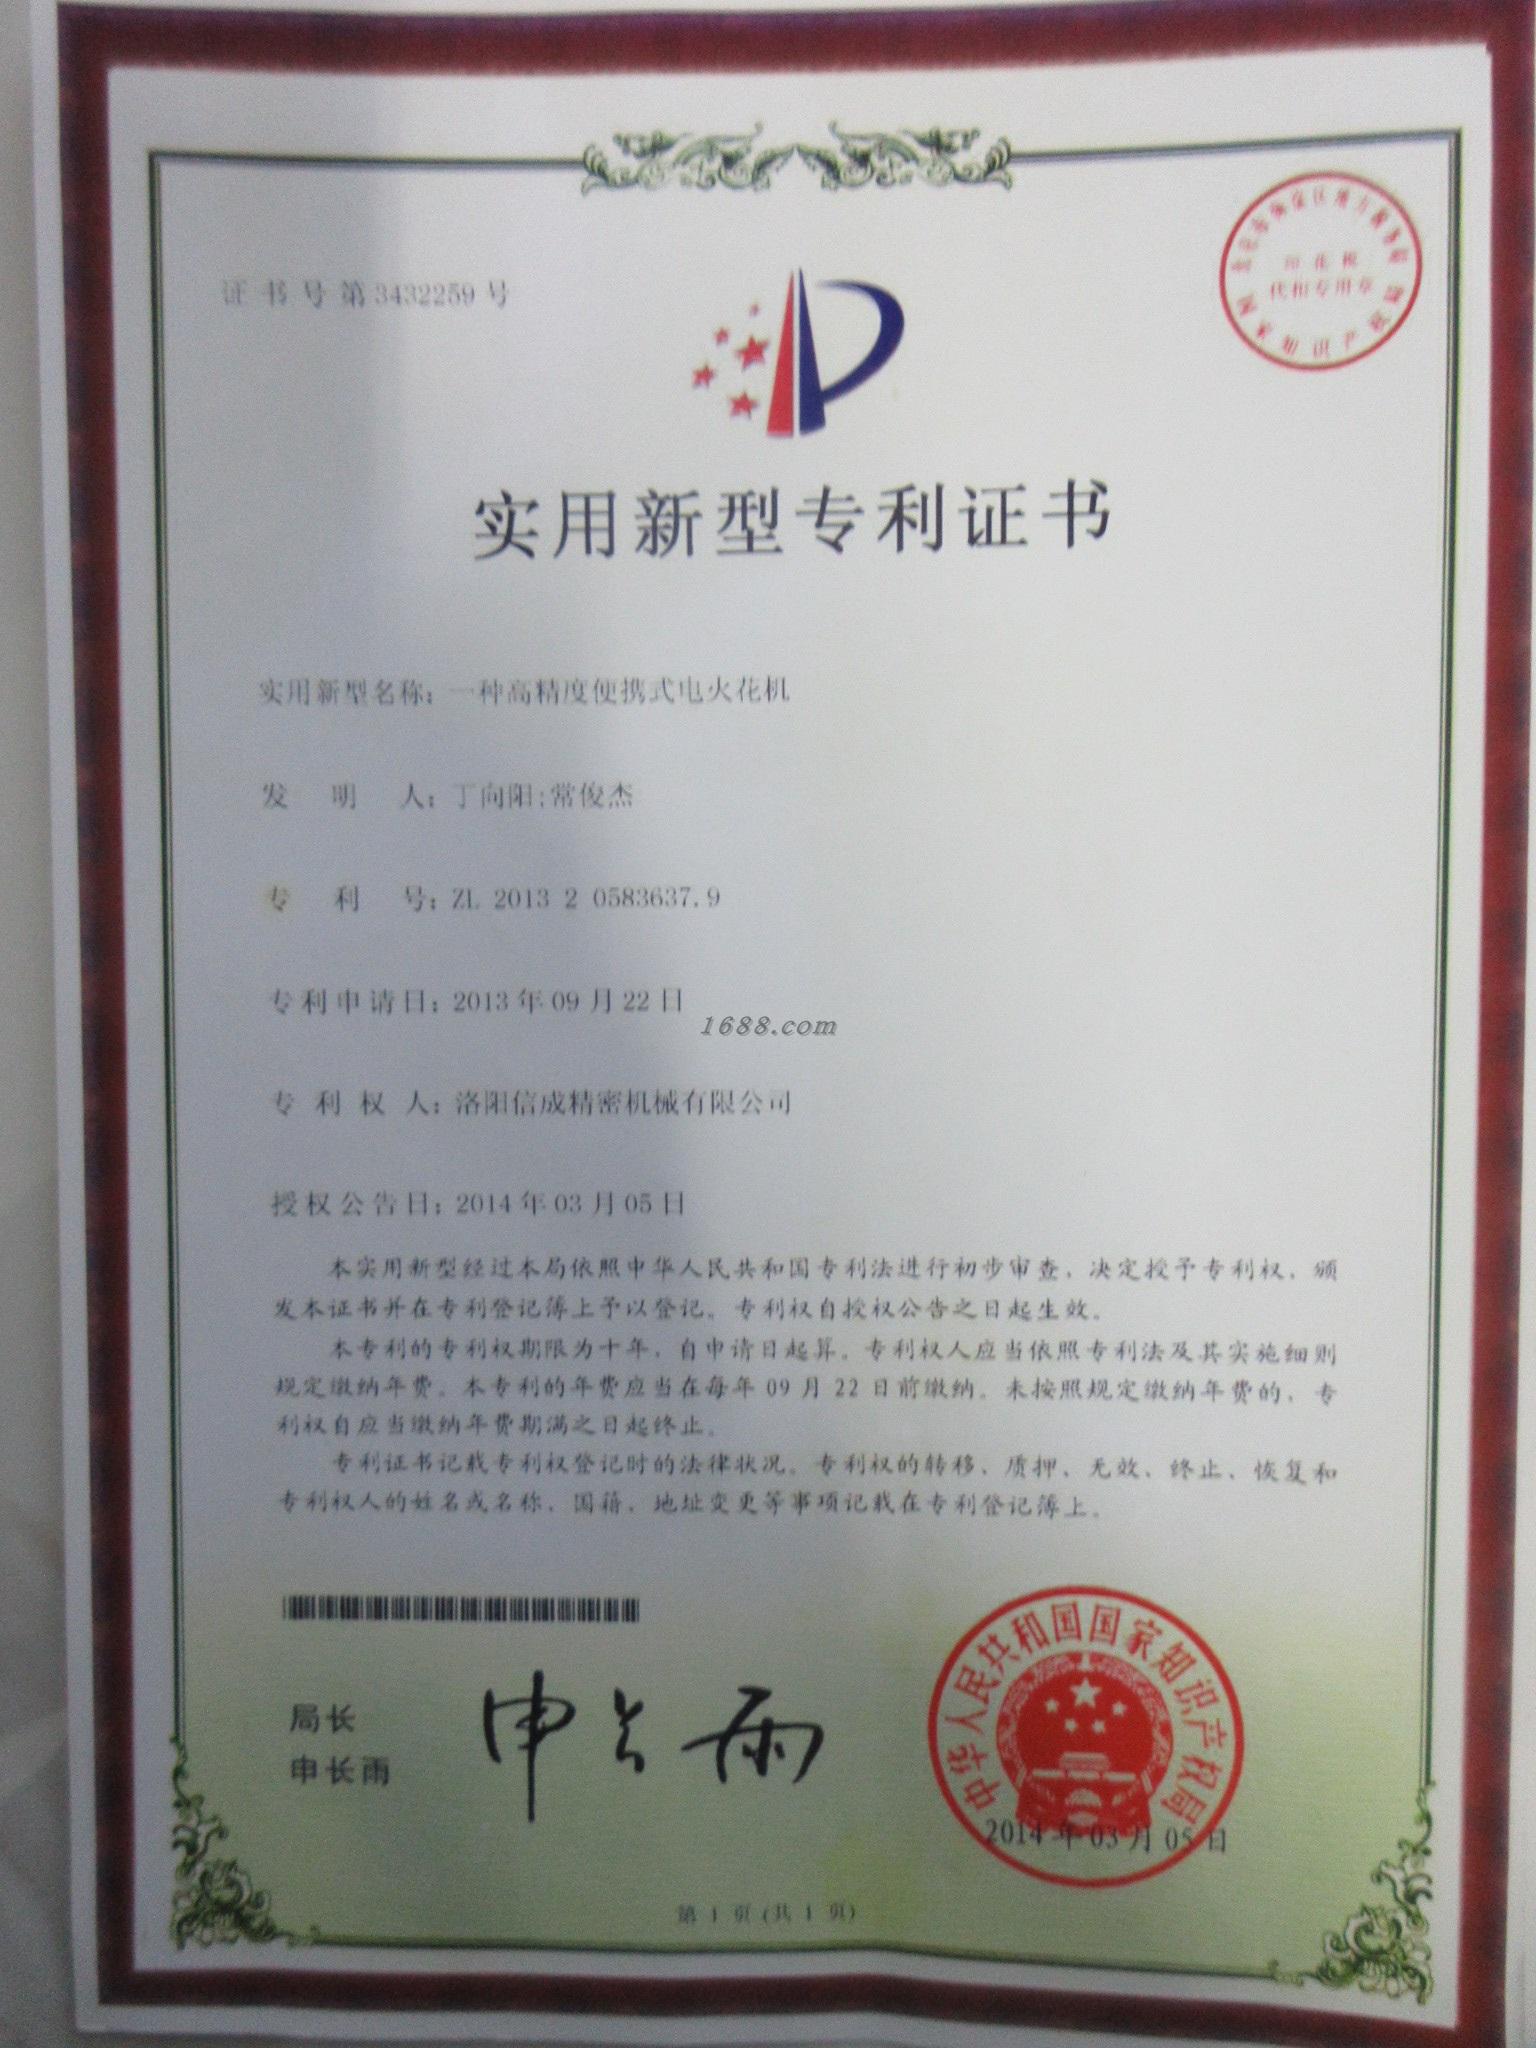 证书号第3432259号
印花税
代扣专用章
实用新型专利证书
实用新型名称：一种高精度便携式电火花机
发明人：丁向阳;常俊杰
专利号：ZL 2013 2 0583637.9
专利申请日：2013年09月22日
1688.com
专利权人：洛阳信成精密机械有限公司
授权公告日：2014年03月05日
本实用新型经过本局依照中华人民共和国专利法进行初步审查，决定授予专利权，颁
发本证书并在专利登记簿上予以登记。专利权自授权公告之日起生效。
本专利的专利权期限为十年，自申请日起算。专利权人应当依照专利法及其实施细则
规定缴纳年费。本专利的年费应当在每年09月22日前缴纳。未按照规定缴纳年费的，专
利权自应当缴纳年费期满之日起终止。
专利证书记载专利权登记时的法律状况。专利权的转移、质押、无效、终止、恢复和
专利权人的姓名或名称、国籍、地址变更等事项记载在专利登记簿上。
局长
申长雨
申长雨
中华人民共和国国家知识产权局
2014年03月05日
第1页(共1页)